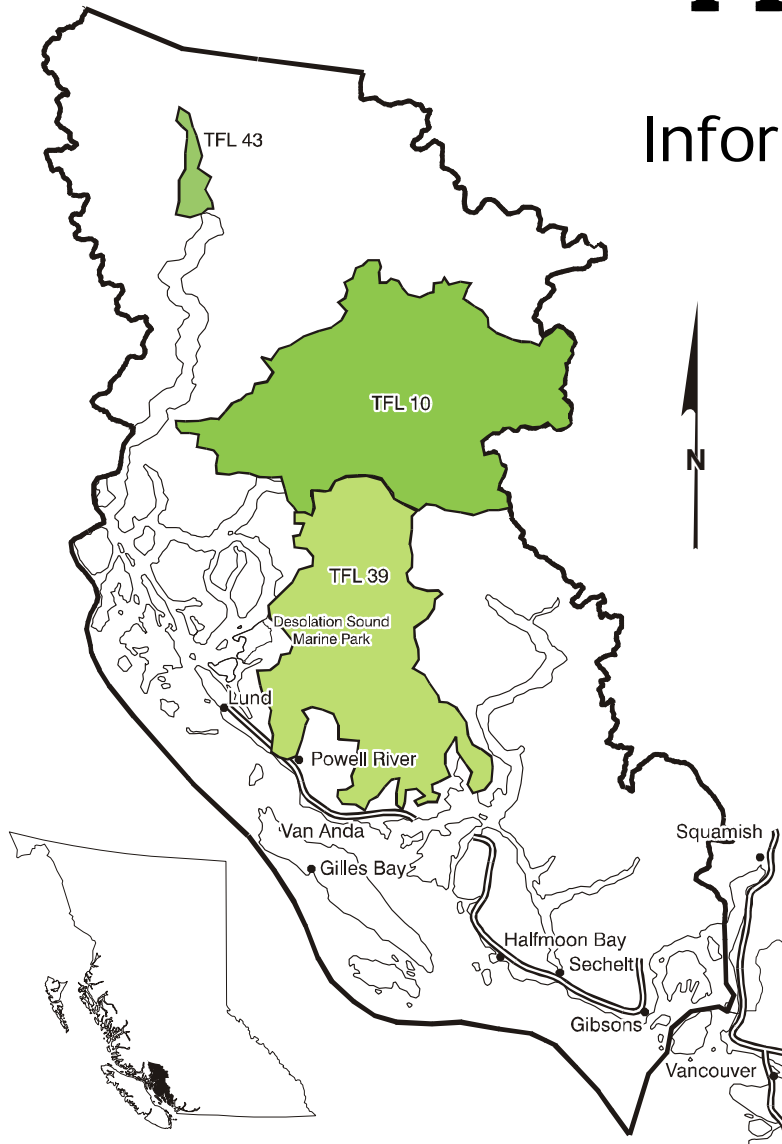 Infor
TFL 43
TFL 10
N
TFL 39
Desolation Sound
Marine Park
Lund
Powell River
Van Anda
Squamish
Gilles Bay
Halfmoon Bay
Sechelt
Gibsons
Vancouver